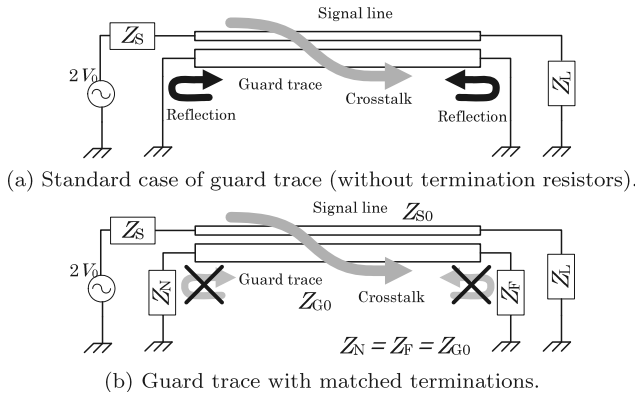 Signal line
Z_S
2V_0
Guard trace
Crosstalk
Reflection
Reflection
Z_L
(a) Standard case of guard trace (without termination resistors).
Signal line
Z_S0
Z_S
2V_0
Z_N
Guard trace
Z_G0
Crosstalk
Z_F
Z_L
Z_N = Z_F = Z_G0
(b) Guard trace with matched terminations.